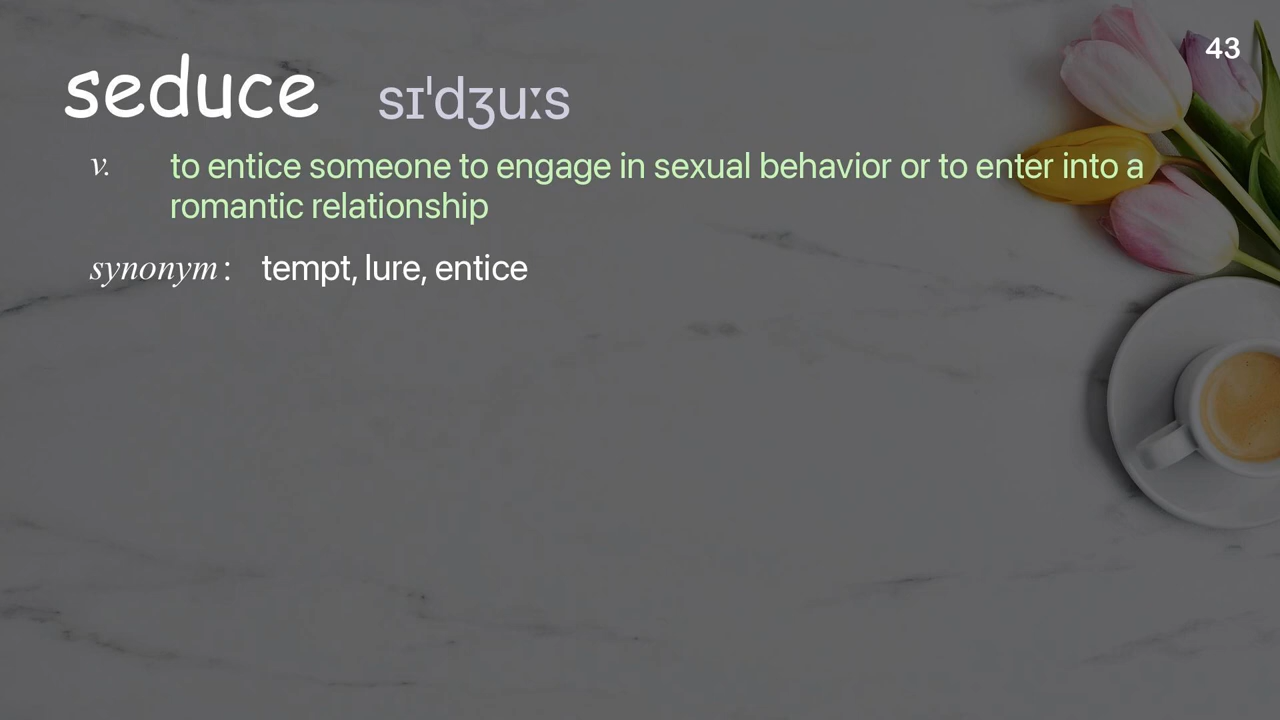 43
seduce sɪˈdʒuːs
v. to entice someone to engage in sexual behavior or to enter into a
romantic relationship
synonym : tempt, lure, entice